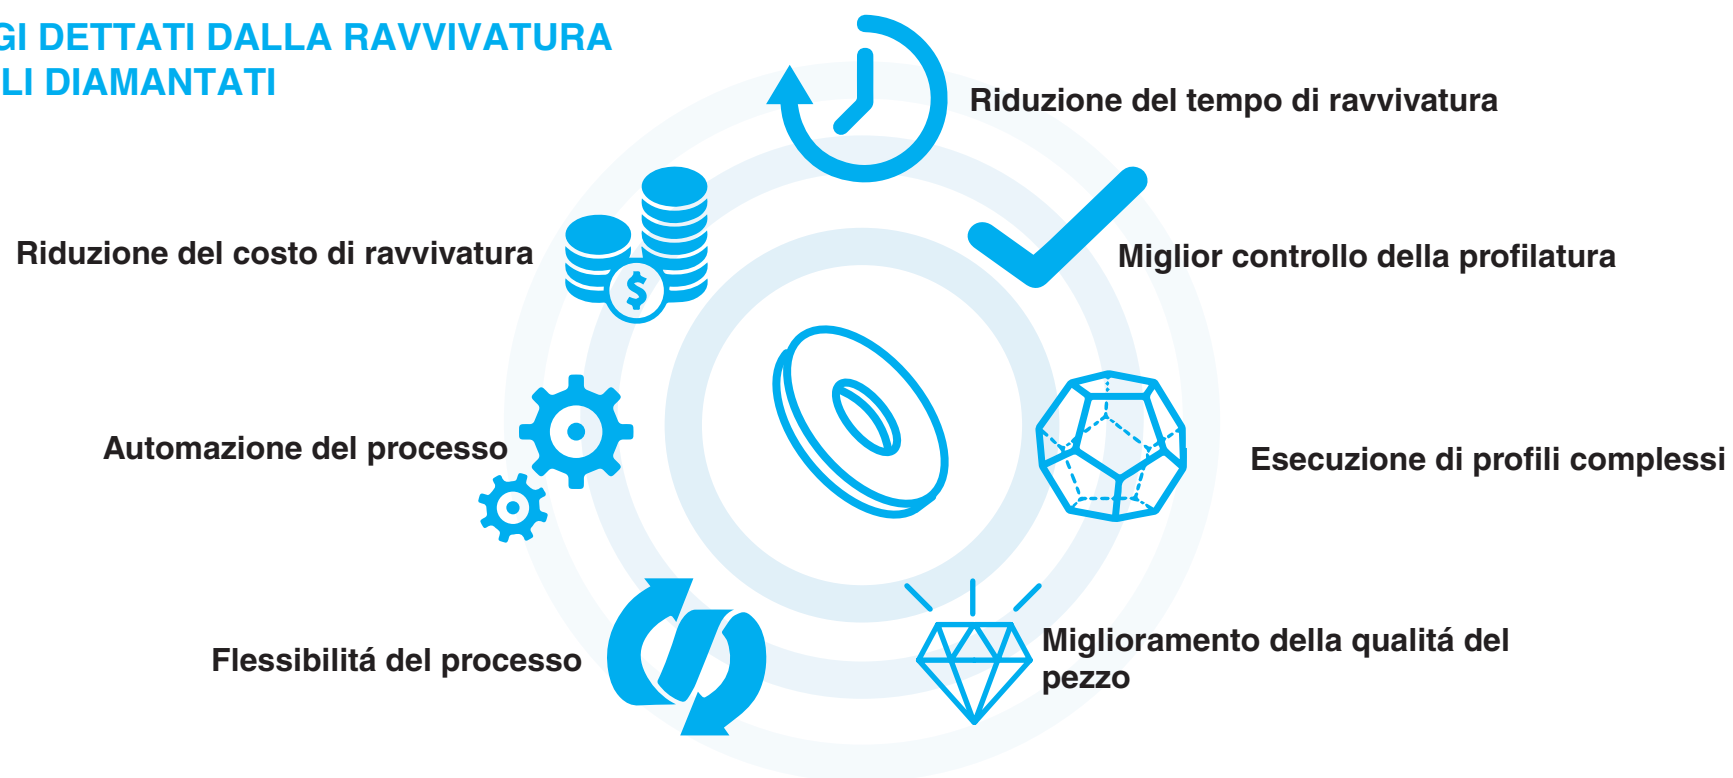 GI DETTATI DALLA RAVVIVATURA
LI DIAMANTATI
Riduzione del tempo di ravvivatura
Riduzione del costo di ravvivatura
$
Miglior controllo della profilatura
Automazione del processo
Esecuzione di profili complessi
Flessibilitá del processo
Miglioramento della qualitá del
pezzo